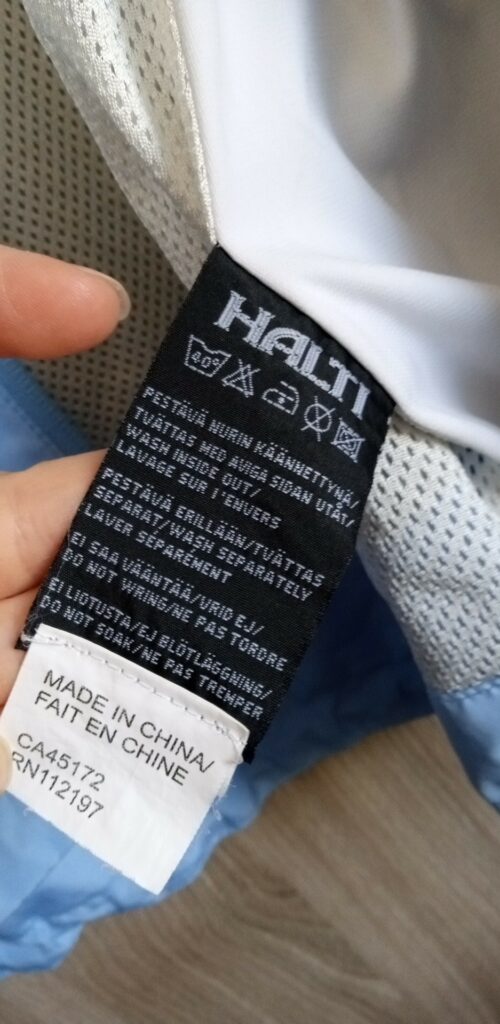 HALTI
40°
PESTÄVÄ NURIN KÄÄNNETTYNÄ/
TVÄTTAS MED AVIGA SIDAN UTÅT/
WASH INSIDE OUT/
LAVAGE SUR L'ENVERS
PESTÄVÄ ERILLÄÄN/TVÄTTAS
SEPARAT/WASH SEPARATELY
LAVER SÉPARÉMENT
EI SAA VÄÄNTÄÄ/VRID EJ/
DO NOT WRING/NE PAS TORDRE
EI LIOTUSTA/EJ BLÖTLÄGGNING/
DO NOT SOAK/NE PAS TREMPER
MADE IN CHINA/
FAIT EN CHINE
CA45172
RN112197